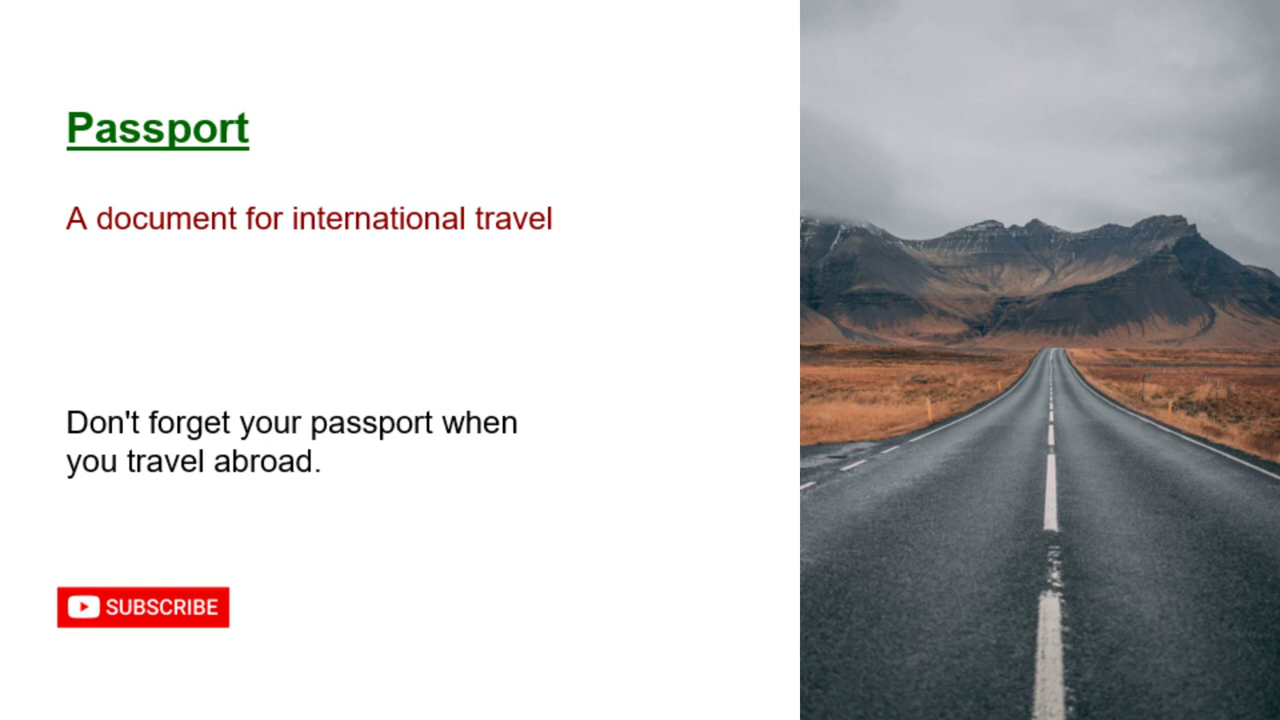 Passport
A document for international travel
Don't forget your passport when
you travel abroad.
SUBSCRIBE